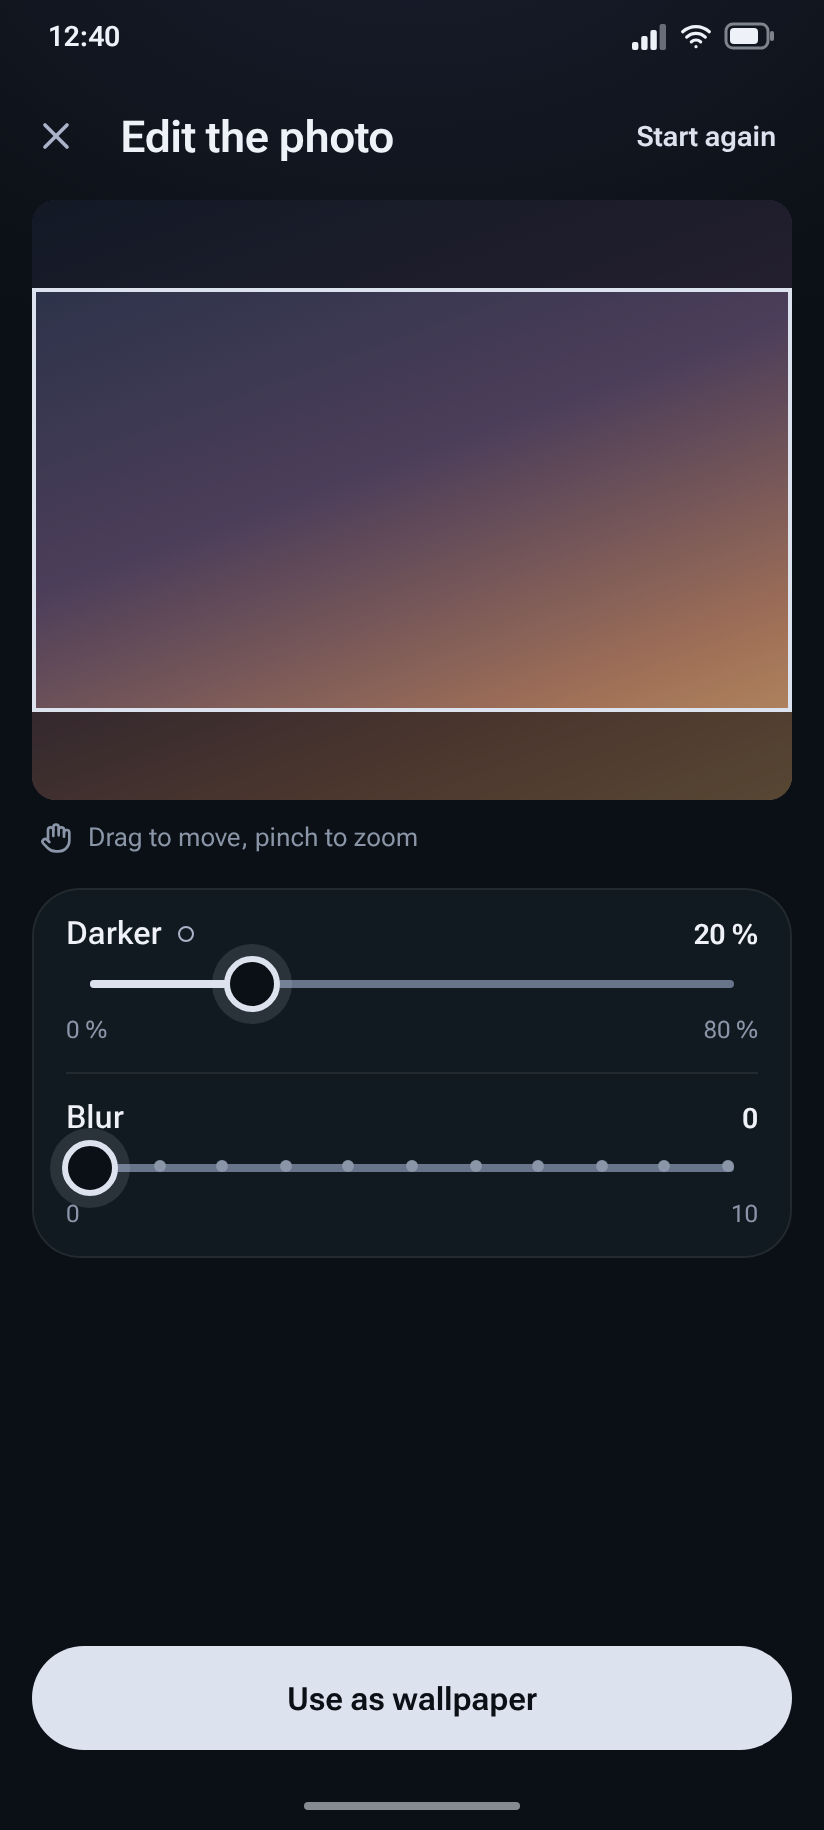 12:40
Edit the photo
Start again
Drag to move, pinch to zoom
Darker
20 %
0 %
80 %
Blur
0
0
10
Use as wallpaper